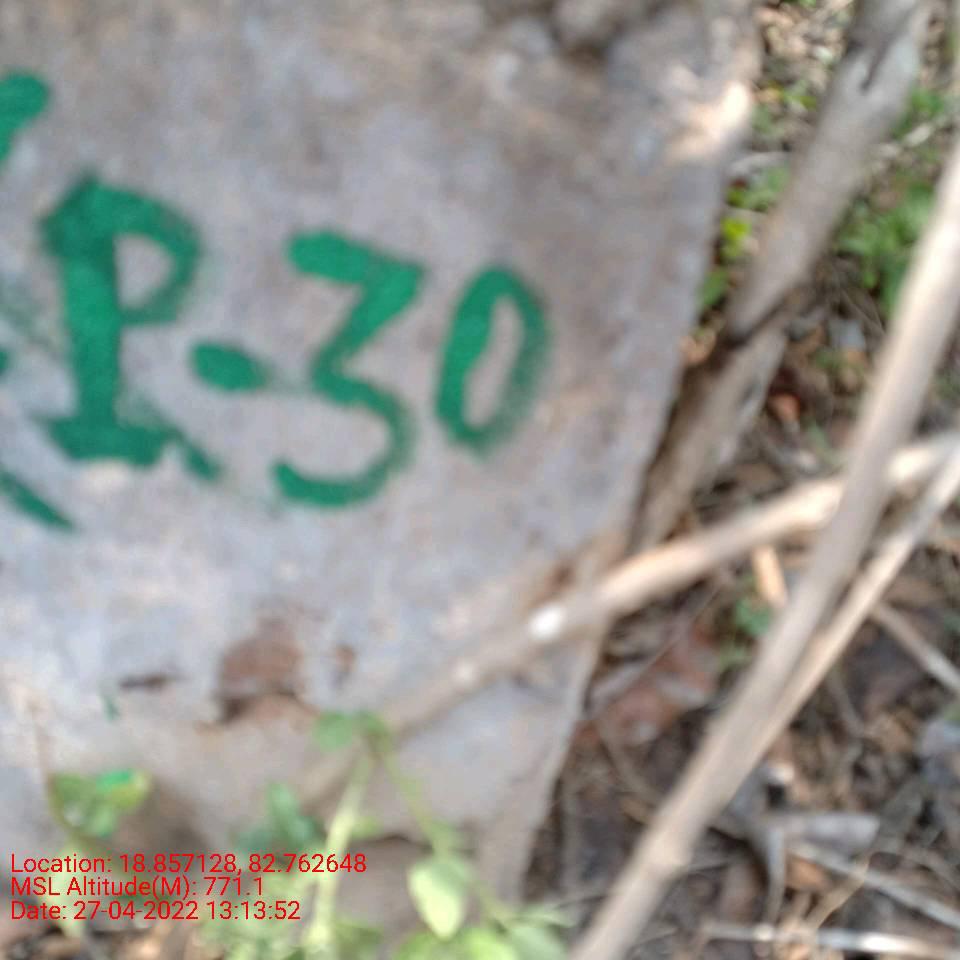 P-30
Location: 18.857128, 82.762648
MSL Altitude(M): 771.1
Date: 27-04-2022 13:13:52